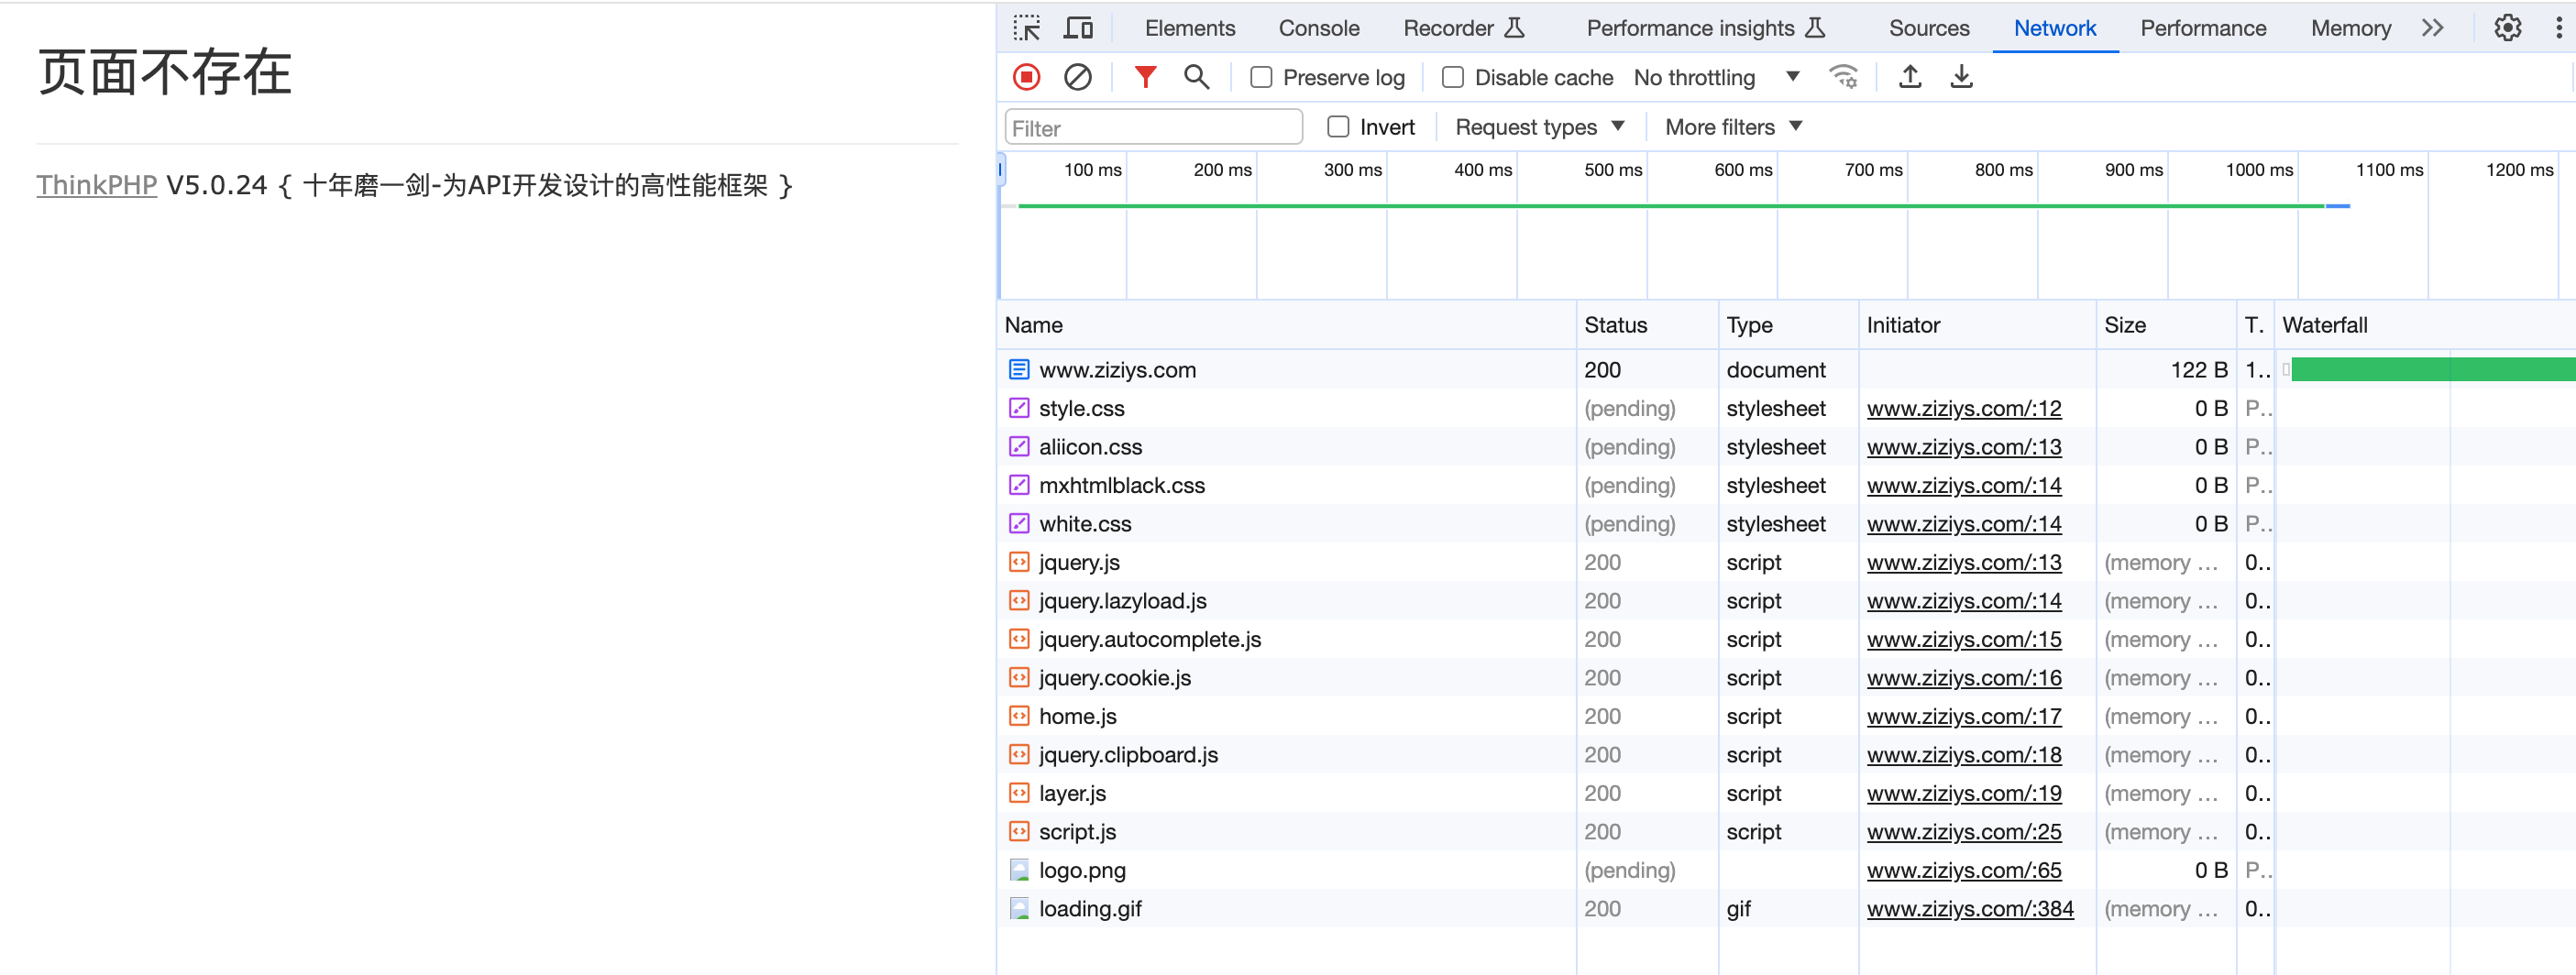 页面不存在
ThinkPHP V5.0.24 { 十年磨一剑-为API开发设计的高性能框架 }
Elements Console Recorder Performance insights Sources Network Performance Memory
Preserve log Disable cache No throttling
Filter Invert Request types More filters
100 ms 200 ms 300 ms 400 ms 500 ms 600 ms 700 ms 800 ms 900 ms 1000 ms 1100 ms 1200 ms
Name Status Type Initiator Size T. Waterfall
www.ziziys.com 200 document 122 B 1..
style.css (pending) stylesheet www.ziziys.com/:12 0 B P..
aliicon.css (pending) stylesheet www.ziziys.com/:13 0 B P..
mxhtmlblack.css (pending) stylesheet www.ziziys.com/:14 0 B P..
white.css (pending) stylesheet www.ziziys.com/:14 0 B P..
jquery.js 200 script www.ziziys.com/:13 (memory ... 0..
jquery.lazyload.js 200 script www.ziziys.com/:14 (memory ... 0..
jquery.autocomplete.js 200 script www.ziziys.com/:15 (memory ... 0..
jquery.cookie.js 200 script www.ziziys.com/:16 (memory ... 0..
home.js 200 script www.ziziys.com/:17 (memory ... 0..
jquery.clipboard.js 200 script www.ziziys.com/:18 (memory ... 0..
layer.js 200 script www.ziziys.com/:19 (memory ... 0..
script.js 200 script www.ziziys.com/:25 (memory ... 0..
logo.png (pending) www.ziziys.com/:65 0 B P..
loading.gif 200 gif www.ziziys.com/:384 (memory ... 0..